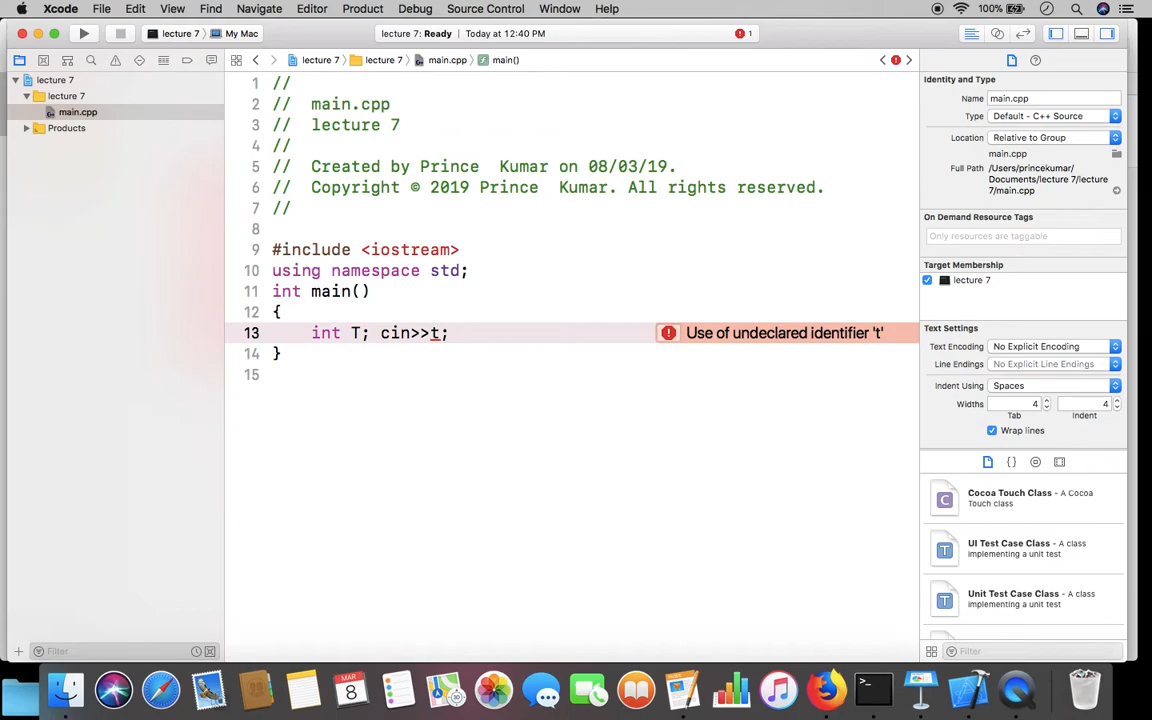 Xcode File Edit View Find Navigate Editor Product Debug Source Control Window Help 100%
lecture 7 My Mac lecture 7: Ready | Today at 12:40 PM 1
lecture 7 lecture 7 main.cpp main()
lecture 7
lecture 7
main.cpp
Products
Filter
1 //
2 // main.cpp
3 // lecture 7
4 //
5 // Created by Prince Kumar on 08/03/19.
6 // Copyright © 2019 Prince Kumar. All rights reserved.
7 //
8
9 #include <iostream>
10 using namespace std;
11 int main()
12 {
13 int T; cin>>t; Use of undeclared identifier 't'
14 }
15
Identity and Type
Name main.cpp
Type Default - C++ Source
Location Relative to Group
main.cpp
Full Path /Users/princekumar/
Documents/lecture 7/lecture
7/main.cpp
On Demand Resource Tags
Only resources are taggable
Target Membership
lecture 7
Text Settings
Text Encoding No Explicit Encoding
Line Endings No Explicit Line Endings
Indent Using Spaces
Widths 4 4
Tab Indent
Wrap lines
{}
C Cocoa Touch Class - A Cocoa
Touch class
T UI Test Case Class - A class
implementing a unit test
T Unit Test Case Class - A class
implementing a unit test
Filter
MAR
8
>_